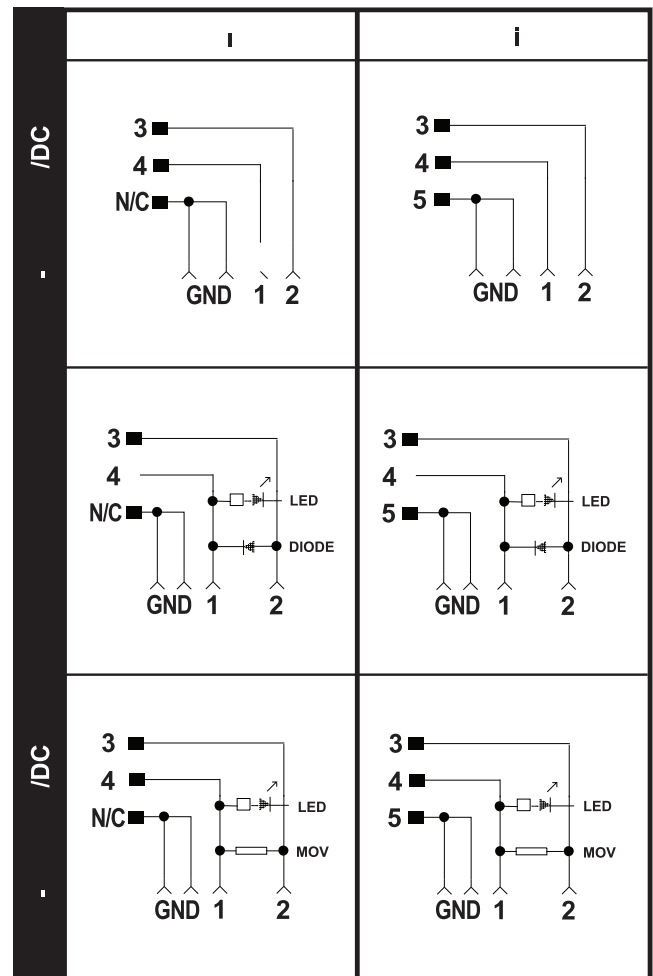 ı i
/DC
-
3
4
N/C
GND 1 2
3
4
5
GND 1 2
3
4
N/C
LED
DIODE
GND 1 2
3
4
5
LED
DIODE
GND 1 2
/DC
-
3
4
N/C
LED
MOV
GND 1 2
3
4
5
LED
MOV
GND 1 2